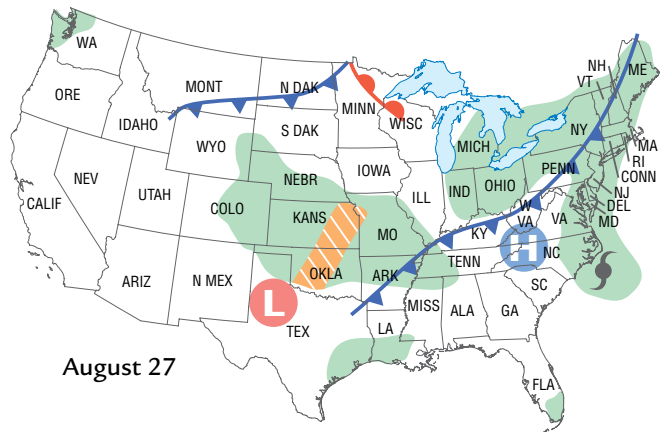 WA
ORE
IDAHO
MONT
N DAK
MINN
WISC
S DAK
WYO
NEV
CALIF
UTAH
COLO
NEBR
IOWA
ILL
IND
OHIO
MICH
NY
PENN
NH
VT
ME
MA
RI
CONN
NJ
DEL
MD
W
VA
VA
KANS
MO
KY
H
NC
ARIZ
N MEX
OKLA
ARK
TENN
SC
L
TEX
LA
MISS
ALA
GA
FLA
August 27